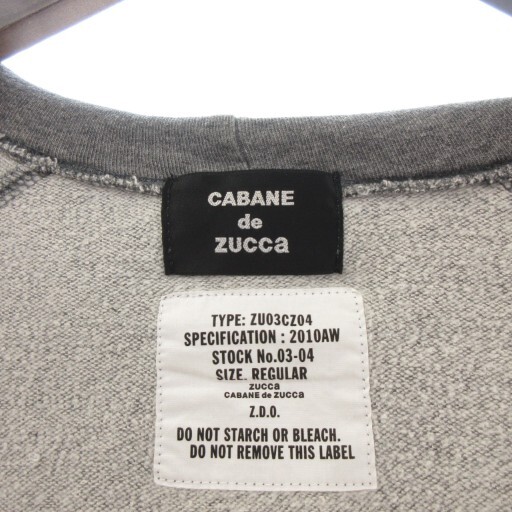 CABANE
de
zucca
TYPE: ZU03CZ04
SPECIFICATION : 2010AW
STOCK No.03-04
SIZE. REGULAR
zucca
CABANE de zucca
Z.D.O.
DO NOT STARCH OR BLEACH.
DO NOT REMOVE THIS LABEL